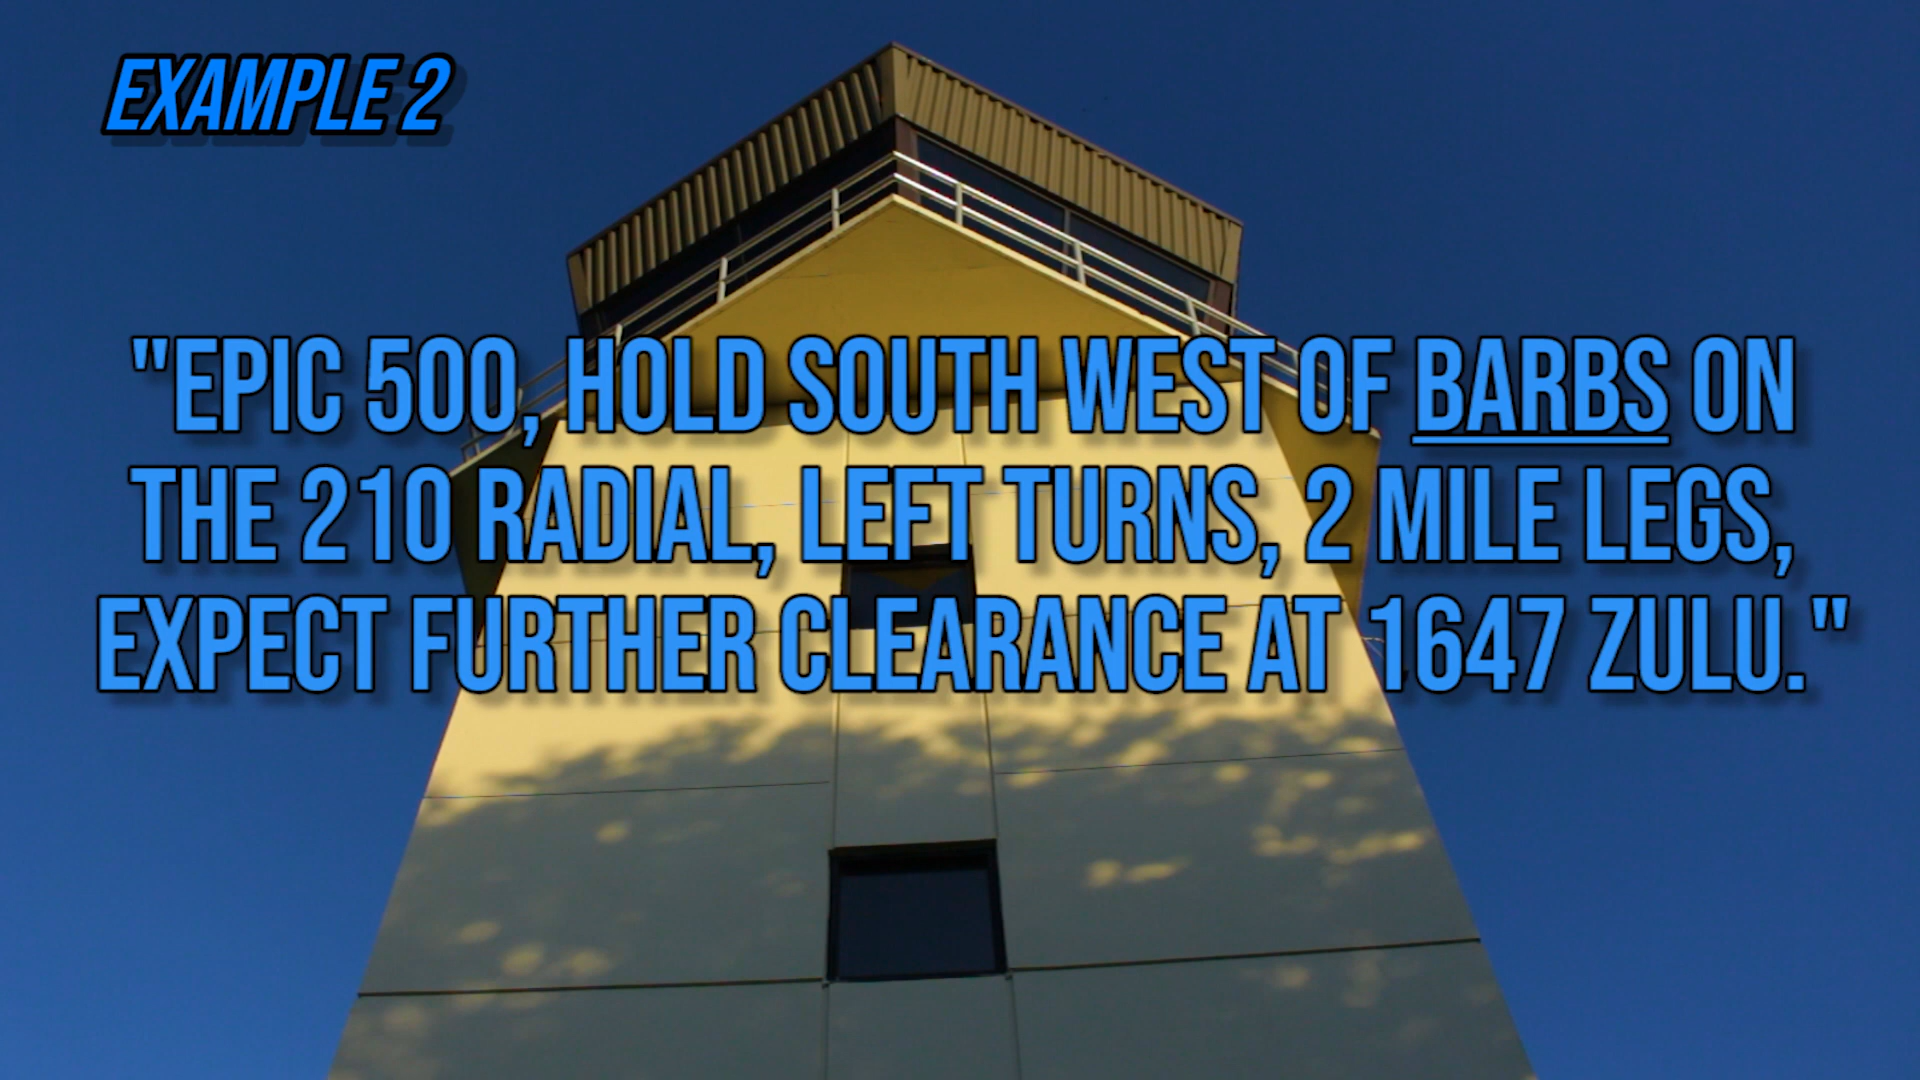 EXAMPLE 2
"EPIC 500, HOLD SOUTH WEST OF BARBS ON
THE 210 RADIAL, LEFT TURNS, 2 MILE LEGS,
EXPECT FURTHER CLEARANCE AT 1647 ZULU."